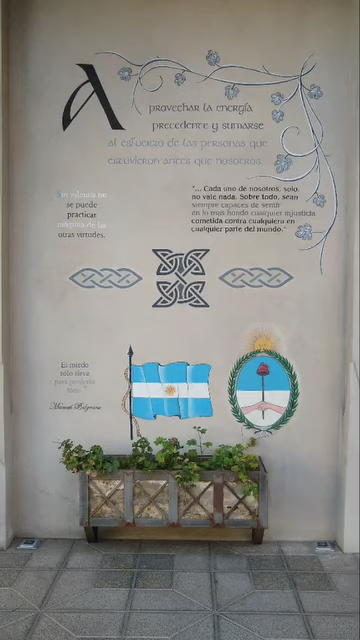 Aprovechar la energía
precedente y sumarse
al esfuerzo de las personas que
estuvieron antes que nosotros.
Sin valentía no
se puede
practicar
ninguna de las
otras virtudes.
"... Cada uno de nosotros, solo,
no vale nada. Sobre todo, sean
siempre capaces de sentir
en lo más hondo cualquier injusticia
cometida contra cualquiera en
cualquier parte del mundo."
El miedo
sólo sirve
para perderlo
todo
Manuel Belgrano